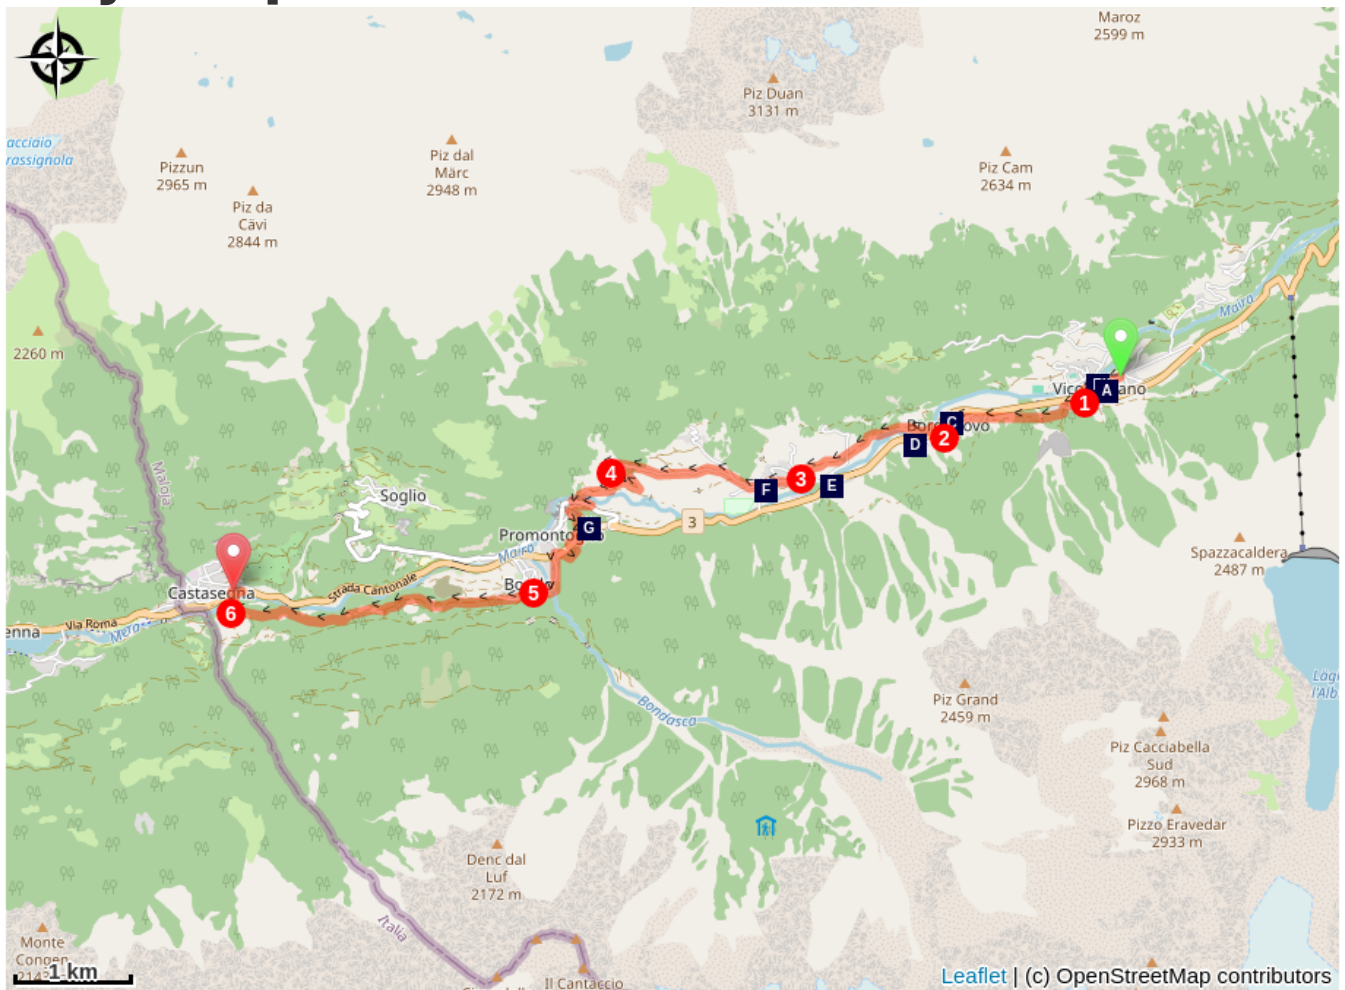 Maroz
2599 m
Piz Duan
3131 m
acciaio
rassignola
Pizzun
2965 m
Piz dal
Märc
2948 m
Piz Cam
2634 m
Piz da
Cävi
2844 m
Maira
2260 m
A
1
C
2
D
Maloja
4
3
E
F
Soglio
3
G
Maira
Spazzacaldera
2487 m
Castasegna
Strada Cantonale
5
6
Via Roma
enna
Bondasca
Piz Grand
2459 m
Piz Cacciabella
Sud
2968 m
Pizzo Eravedar
2933 m
Denc dal
Luf
2172 m
Italia
Monte
1 km
Il Cantaccio
Leaflet | (c) OpenStreetMap contributors